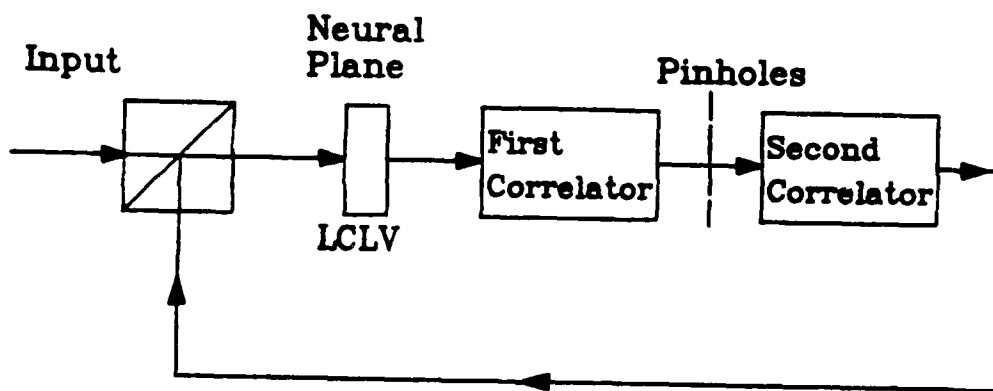 Input
Neural
Plane
LCLV
First
Correlator
Pinholes
Second
Correlator